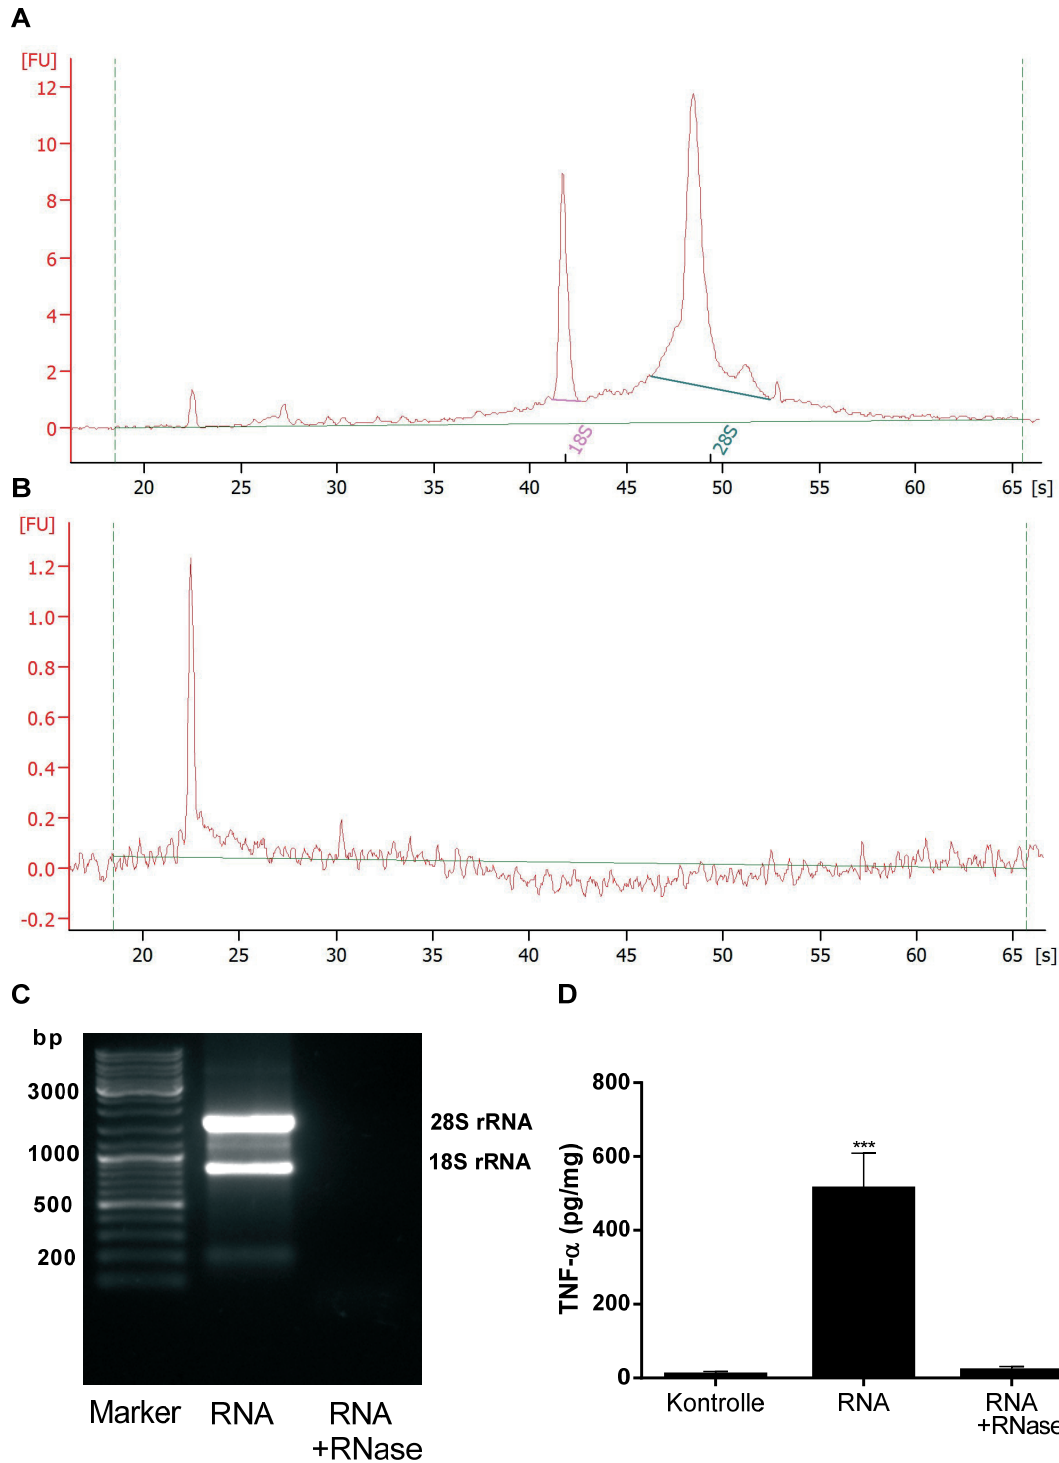 A
[FU]
12
10
8
6
4
2
0
18S
28S
20 25 30 35 40 45 50 55 60 65 [s]
B
[FU]
1.2
1.0
0.8
0.6
0.4
0.2
0.0
-0.2
20 25 30 35 40 45 50 55 60 65 [s]
C
bp
3000
1000
500
200
28S rRNA
18S rRNA
Marker RNA RNA
+RNase
D
TNF-α (pg/mg)
800
600
400
200
0
***
Kontrolle RNA RNA
+RNase